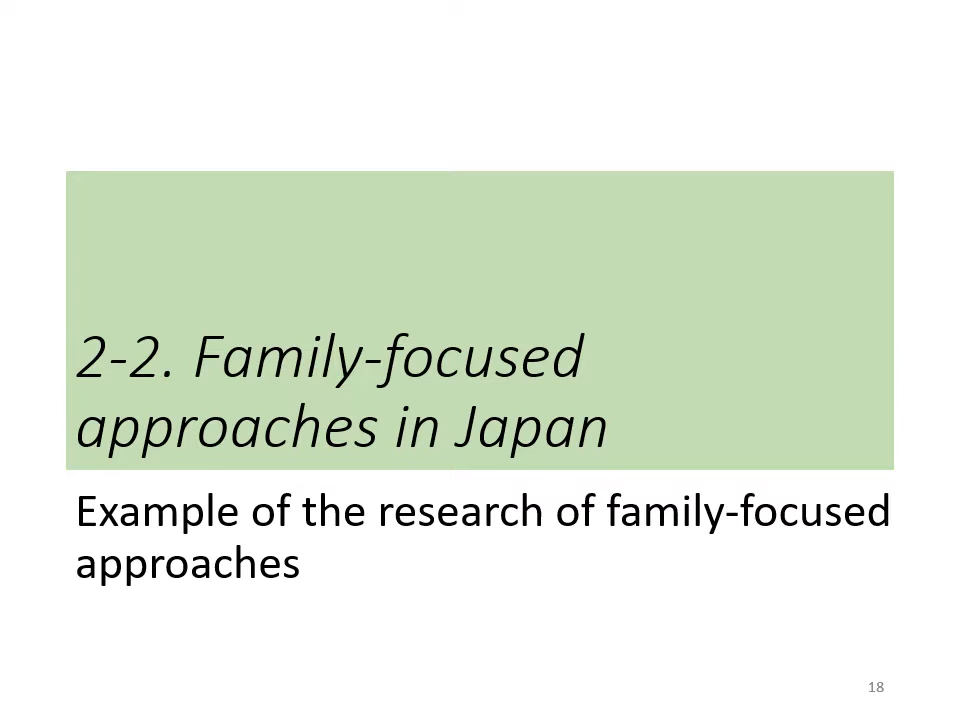 2-2. Family-focused
approaches in Japan
Example of the research of family-focused
approaches
18